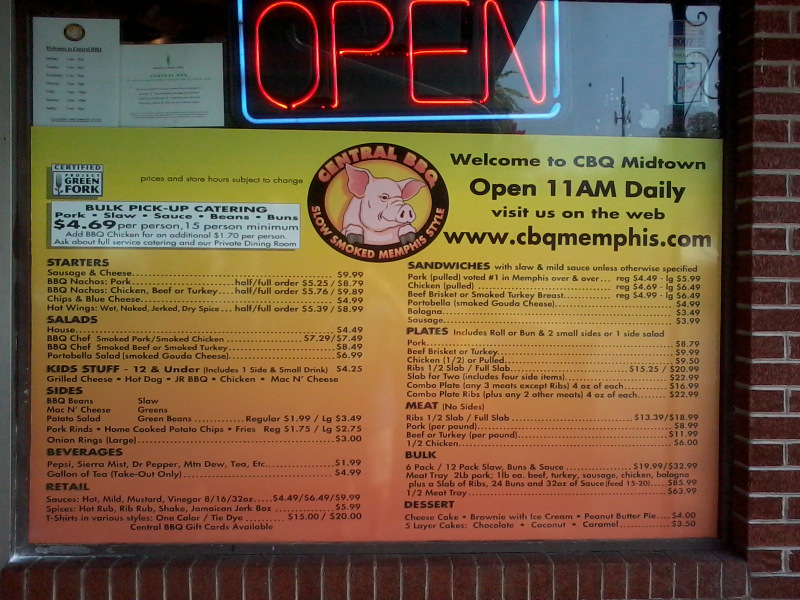 OPEN
Welcome to Central BBQ
CENTRAL BBQ
2007
CERTIFIED
PROJECT
GREEN
FORK
prices and store hours subject to change
CENTRAL BBQ
SLOW SMOKED MEMPHIS STYLE
Welcome to CBQ Midtown
Open 11AM Daily
visit us on the web
www.cbqmemphis.com
BULK PICK-UP CATERING
Pork • Slaw • Sauce • Beans • Buns
$4.69 per person, 15 person minimum
Add BBQ Chicken for an additional $1.70 per person
Ask about full service catering and our Private Dining Room
STARTERS
Sausage & Cheese $9.99
BBQ Nachos: Pork half/full order $5.25 / $8.79
BBQ Nachos: Chicken, Beef or Turkey half/full order $5.76 / $9.89
Chips & Blue Cheese $4.99
Hot Wings: Wet, Naked, Jerked, Dry Spice half/full order $5.39 / $8.99
SALADS
House $4.49
BBQ Chef Smoked Pork/Smoked Chicken $7.29/$7.49
BBQ Chef Smoked Beef or Smoked Turkey $8.49
Portobella Salad (smoked Gouda Cheese) $6.99
KIDS STUFF - 12 & Under (Includes 1 Side & Small Drink) $4.25
Grilled Cheese • Hot Dog • JR BBQ • Chicken • Mac N' Cheese
SIDES
BBQ Beans Slaw
Mac N' Cheese Greens
Potato Salad Green Beans Regular $1.99 / Lg $3.49
Pork Rinds • Home Cooked Potato Chips • Fries Reg $1.75 / Lg $2.75
Onion Rings (Large) $3.00
BEVERAGES
Pepsi, Sierra Mist, Dr Pepper, Mtn Dew, Tea, Etc. $1.99
Gallon of Tea (Take-Out Only) $4.99
RETAIL
Sauces: Hot, Mild, Mustard, Vinegar 8/16/32oz $4.49/$6.49/$9.99
Spices: Hot Rub, Rib Rub, Shake, Jamaican Jerk 8oz $5.99
T-Shirts in various styles: One Color / Tie Dye $15.00 / $20.00
Central BBQ Gift Cards Available
SANDWICHES with slaw & mild sauce unless otherwise specified
Pork (pulled) voted #1 in Memphis over & over reg $4.49 - lg $5.99
Chicken (pulled) reg $4.69 - lg $6.49
Beef Brisket or Smoked Turkey Breast reg $4.99 - lg $6.49
Portobella (smoked Gouda Cheese) $4.99
Bologna $3.49
Sausage $3.99
PLATES Includes Roll or Bun & 2 small sides or 1 side salad
Pork $8.79
Beef Brisket or Turkey $9.99
Chicken (1/2) or Pulled $9.50
Ribs 1/2 Slab / Full Slab $15.25 / $20.99
Slab for Two (includes four side items) $22.99
Combo Plate (any 3 meats except Ribs) 4 oz of each $16.99
Combo Plate Ribs (plus any 2 other meats) 4 oz of each $22.99
MEAT (No Sides)
Ribs 1/2 Slab / Full Slab $13.39/$18.99
Pork (per pound) $8.99
Beef or Turkey (per pound) $11.99
1/2 Chicken $6.00
BULK
6 Pack / 12 Pack Slaw, Buns & Sauce $19.99/$32.99
Meat Tray 2Lb pork; 1lb ea. beef, turkey, sausage, chicken, bologna
plus a Slab of Ribs, 24 Buns and 32oz of Sauce (feed 15-20) $85.99
1/2 Meat Tray $63.99
DESSERT
Cheese Cake • Brownie with Ice Cream • Peanut Butter Pie $4.00
5 Layer Cakes: Chocolate • Coconut • Caramel $3.50